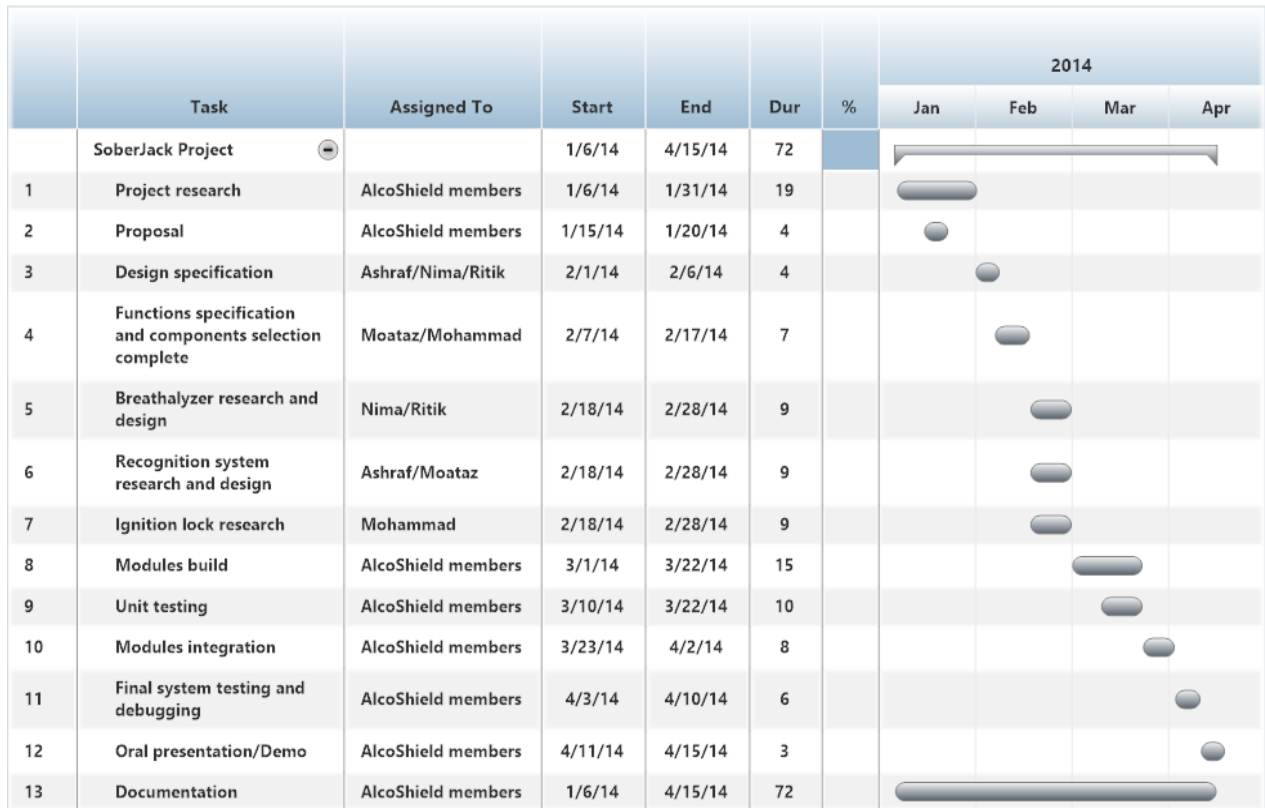 2014
Task Assigned To Start End Dur % Jan Feb Mar Apr
SoberJack Project 1/6/14 4/15/14 72
1 Project research AlcoShield members 1/6/14 1/31/14 19
2 Proposal AlcoShield members 1/15/14 1/20/14 4
3 Design specification Ashraf/Nima/Ritik 2/1/14 2/6/14 4
Functions specification
4 and components selection Moataz/Mohammad 2/7/14 2/17/14 7
complete
Breathalyzer research and
5 design Nima/Ritik 2/18/14 2/28/14 9
Recognition system
6 research and design Ashraf/Moataz 2/18/14 2/28/14 9
7 Ignition lock research Mohammad 2/18/14 2/28/14 9
8 Modules build AlcoShield members 3/1/14 3/22/14 15
9 Unit testing AlcoShield members 3/10/14 3/22/14 10
10 Modules integration AlcoShield members 3/23/14 4/2/14 8
Final system testing and
11 debugging AlcoShield members 4/3/14 4/10/14 6
12 Oral presentation/Demo AlcoShield members 4/11/14 4/15/14 3
13 Documentation AlcoShield members 1/6/14 4/15/14 72